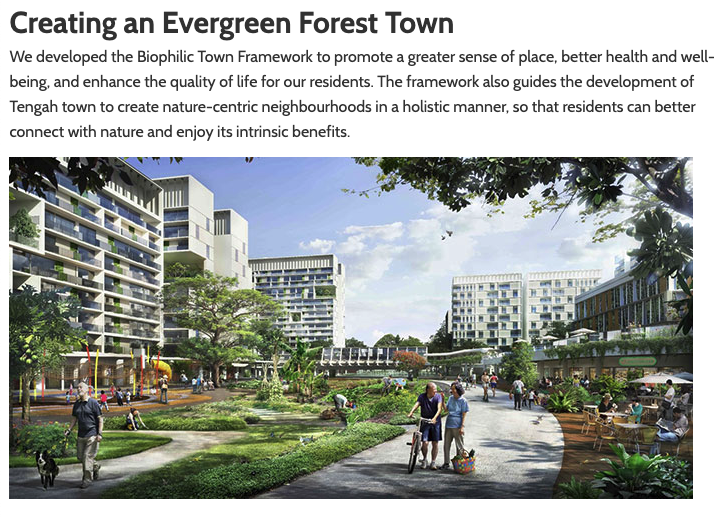 Creating an Evergreen Forest Town
We developed the Biophilic Town Framework to promote a greater sense of place, better health and well-
being, and enhance the quality of life for our residents. The framework also guides the development of
Tengah town to create nature-centric neighbourhoods in a holistic manner, so that residents can better
connect with nature and enjoy its intrinsic benefits.